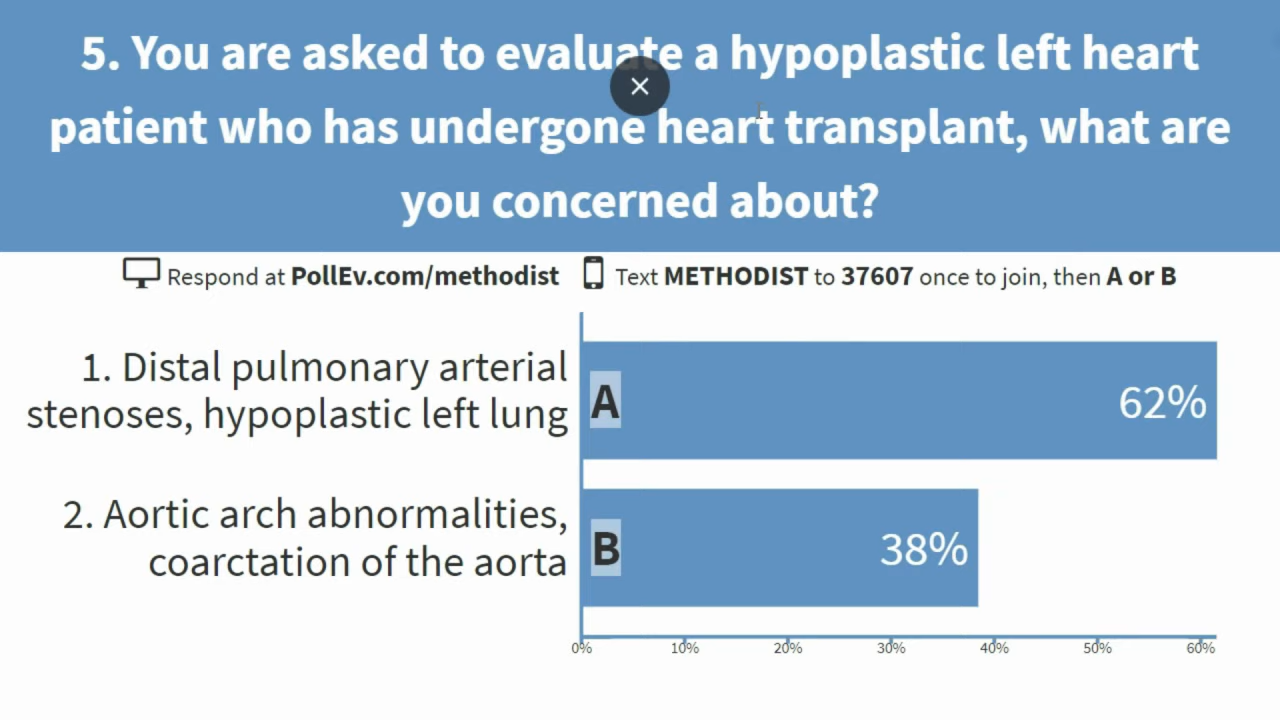 5. You are asked to evaluate a hypoplastic left heart
patient who has undergone heart transplant, what are
you concerned about?
Respond at PollEv.com/methodist Text METHODIST to 37607 once to join, then A or B
1. Distal pulmonary arterial
stenoses, hypoplastic left lung
A 62%
2. Aortic arch abnormalities,
coarctation of the aorta
B 38%
0% 10% 20% 30% 40% 50% 60%